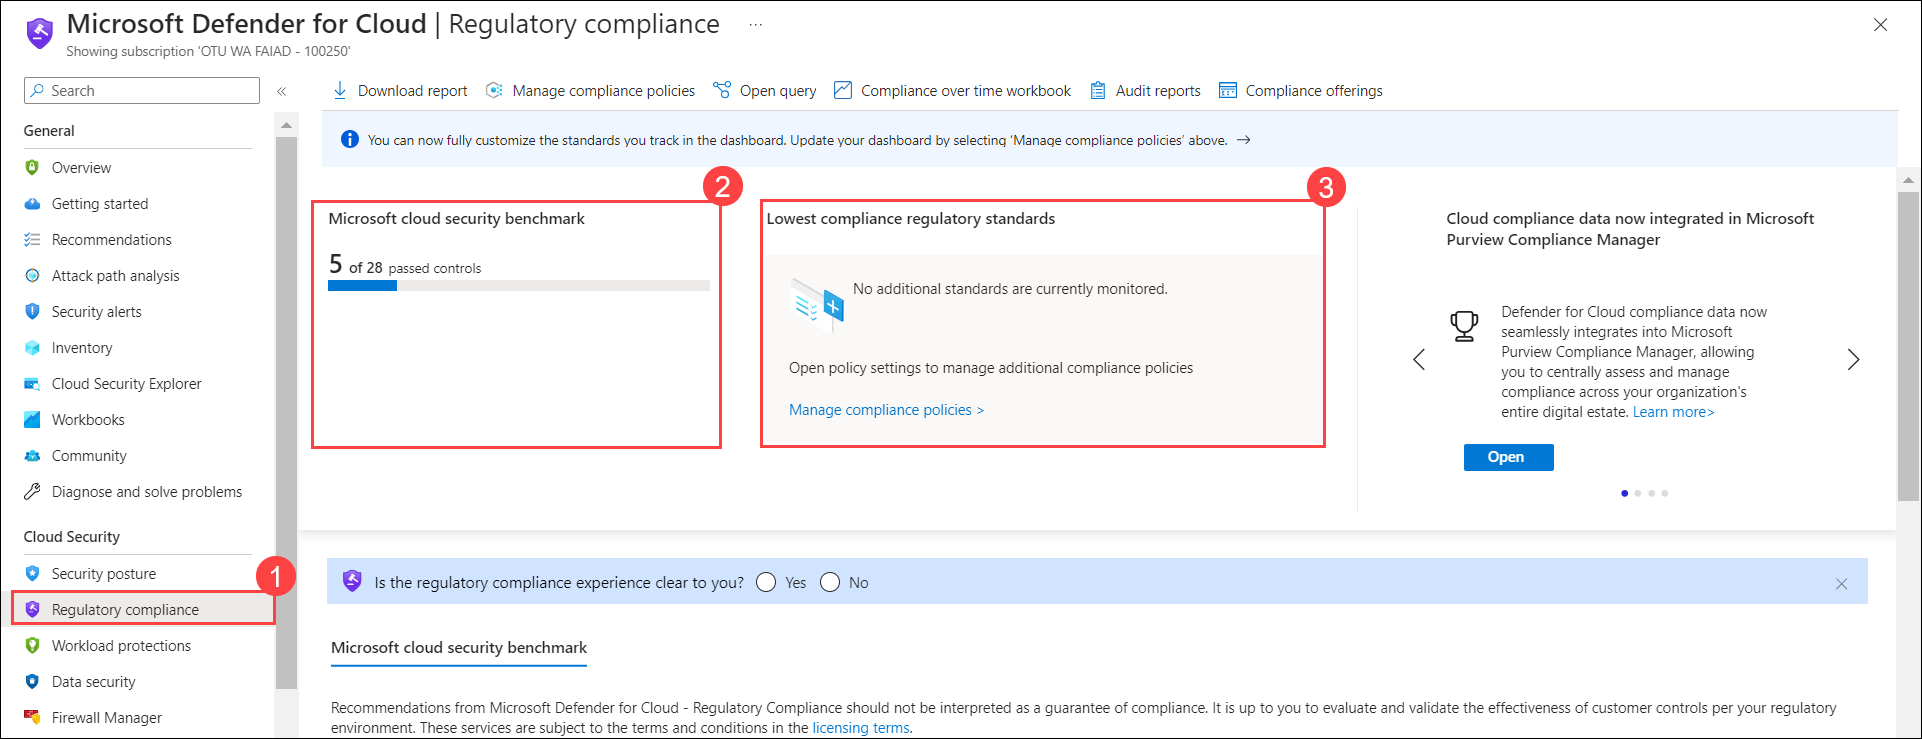 Microsoft Defender for Cloud | Regulatory compliance ...
Showing subscription 'OTU WA FAIAD - 100250'
Search
«
Download report
Manage compliance policies
Open query
Compliance over time workbook
Audit reports
Compliance offerings
General
Overview
Getting started
Recommendations
Attack path analysis
Security alerts
Inventory
Cloud Security Explorer
Workbooks
Community
Diagnose and solve problems
Cloud Security
Security posture
1
Regulatory compliance
Workload protections
Data security
Firewall Manager
You can now fully customize the standards you track in the dashboard. Update your dashboard by selecting 'Manage compliance policies' above. →
2
Microsoft cloud security benchmark
5 of 28 passed controls
3
Lowest compliance regulatory standards
No additional standards are currently monitored.
Open policy settings to manage additional compliance policies
Manage compliance policies >
Cloud compliance data now integrated in Microsoft
Purview Compliance Manager
Defender for Cloud compliance data now
seamlessly integrates into Microsoft
Purview Compliance Manager, allowing
you to centrally assess and manage
compliance across your organization's
entire digital estate. Learn more>
Open
Is the regulatory compliance experience clear to you? Yes No
Microsoft cloud security benchmark
Recommendations from Microsoft Defender for Cloud - Regulatory Compliance should not be interpreted as a guarantee of compliance. It is up to you to evaluate and validate the effectiveness of customer controls per your regulatory
environment. These services are subject to the terms and conditions in the licensing terms.